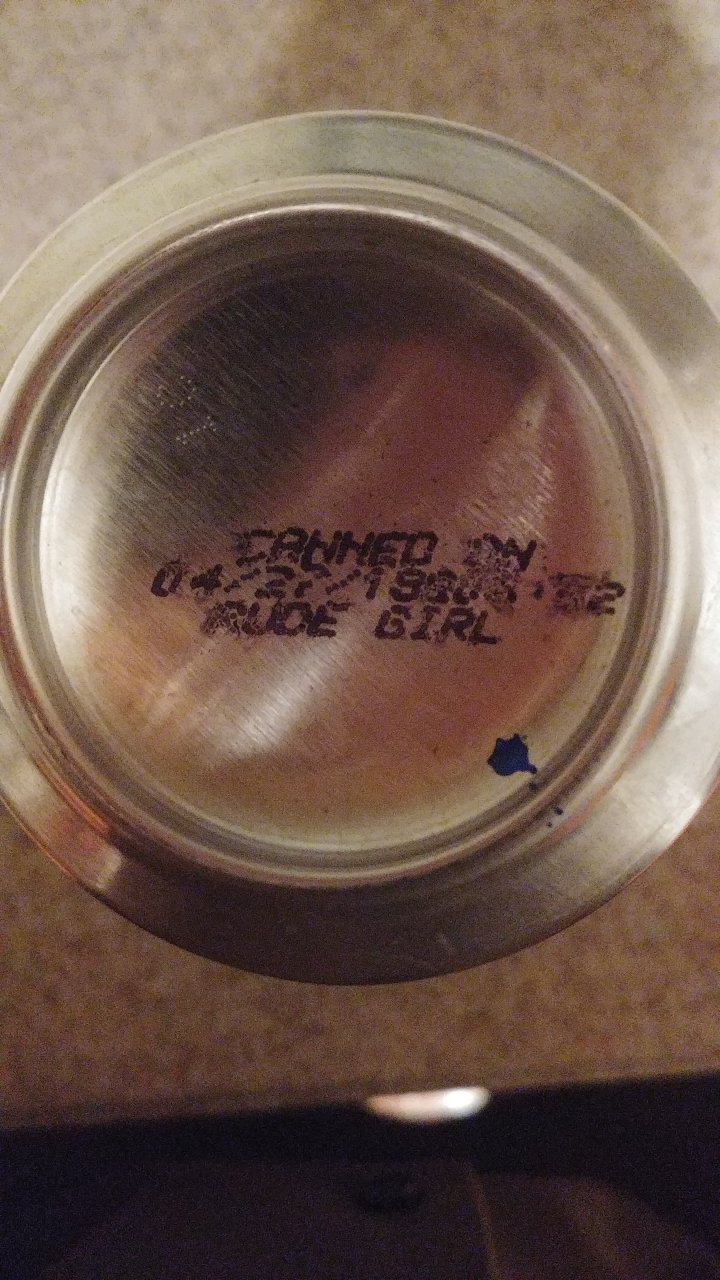 CANNED ON
04/27/19
RUDE GIRL